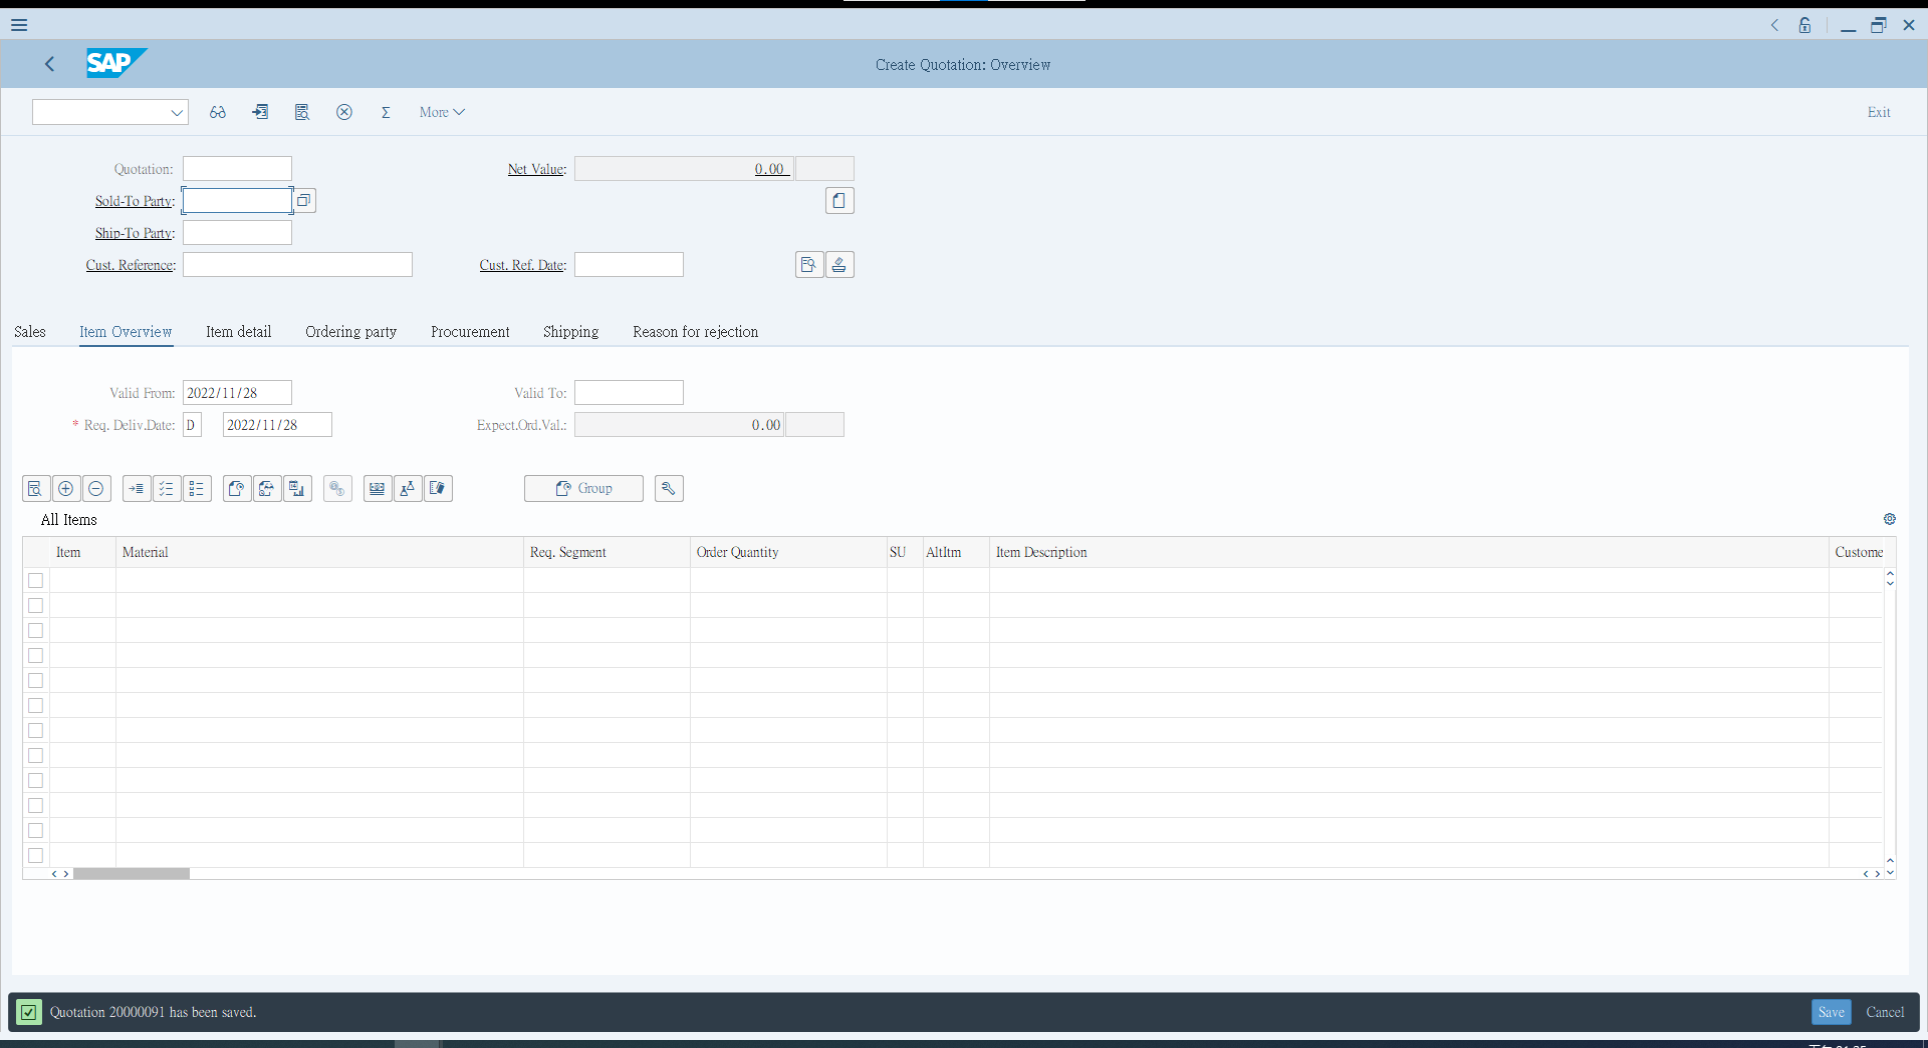 SAP
Create Quotation: Overview
More
Exit
Quotation:
Net Value:
0.00
Sold-To Party:
Ship-To Party:
Cust. Reference:
Cust. Ref. Date:
Sales
Item Overview
Item detail
Ordering party
Procurement
Shipping
Reason for rejection
Valid From: 2022/11/28
Valid To:
* Req. Deliv.Date: D 2022/11/28
Expect.Ord.Val.: 0.00
Group
All Items
Item
Material
Req. Segment
Order Quantity
SU
AltItm
Item Description
Custome
Quotation 20000091 has been saved.
Save
Cancel